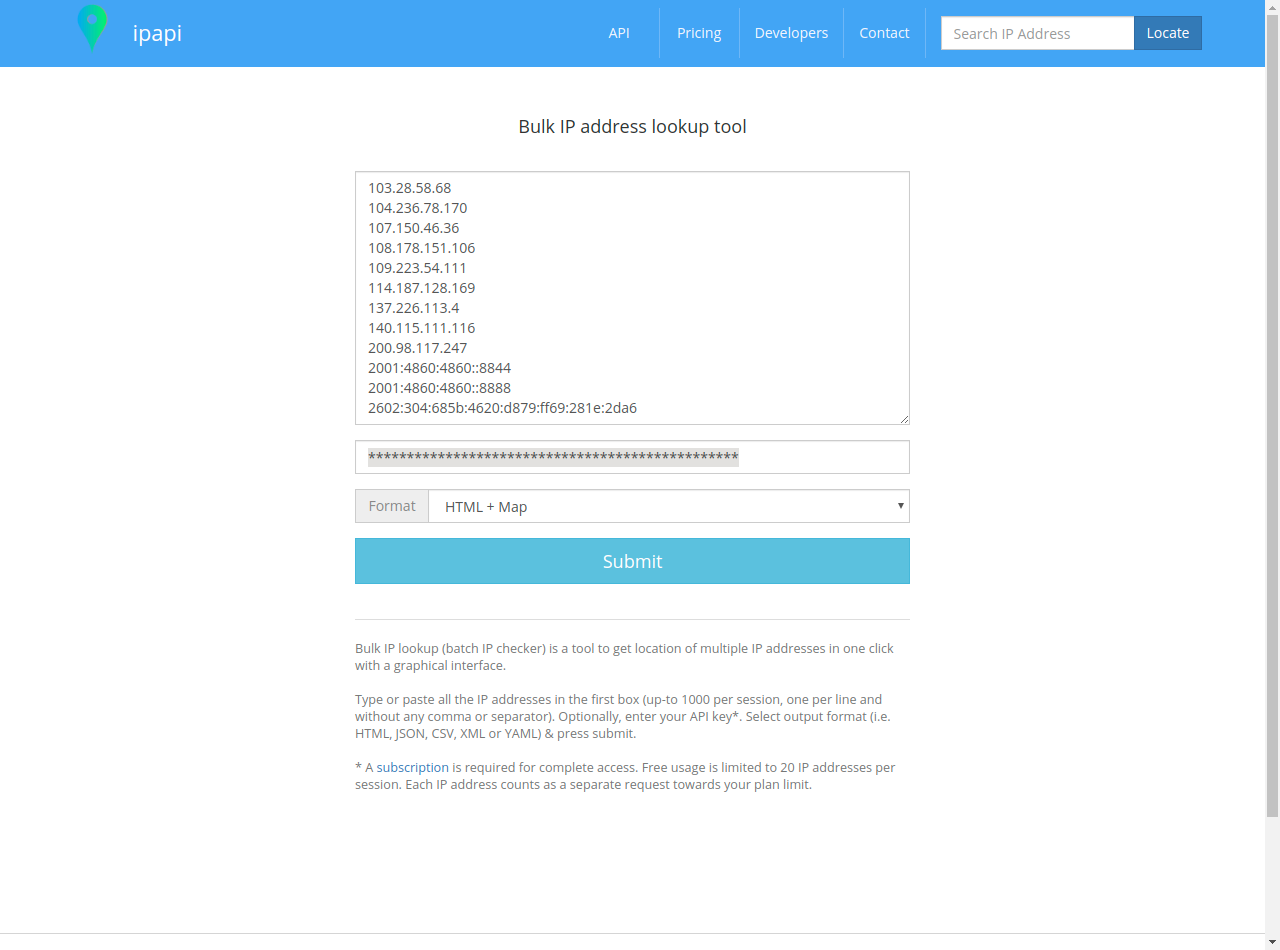 ipapi
API
Pricing
Developers
Contact
Search IP Address
Locate
Bulk IP address lookup tool
103.28.58.68
104.236.78.170
107.150.46.36
108.178.151.106
109.223.54.111
114.187.128.169
137.226.113.4
140.115.111.116
200.98.117.247
2001:4860:4860::8844
2001:4860:4860::8888
2602:304:685b:4620:d879:ff69:281e:2da6
************************************************
Format
HTML + Map
Submit
Bulk IP lookup (batch IP checker) is a tool to get location of multiple IP addresses in one click
with a graphical interface.
Type or paste all the IP addresses in the first box (up-to 1000 per session, one per line and
without any comma or separator). Optionally, enter your API key*. Select output format (i.e.
HTML, JSON, CSV, XML or YAML) & press submit.
* A subscription is required for complete access. Free usage is limited to 20 IP addresses per
session. Each IP address counts as a separate request towards your plan limit.